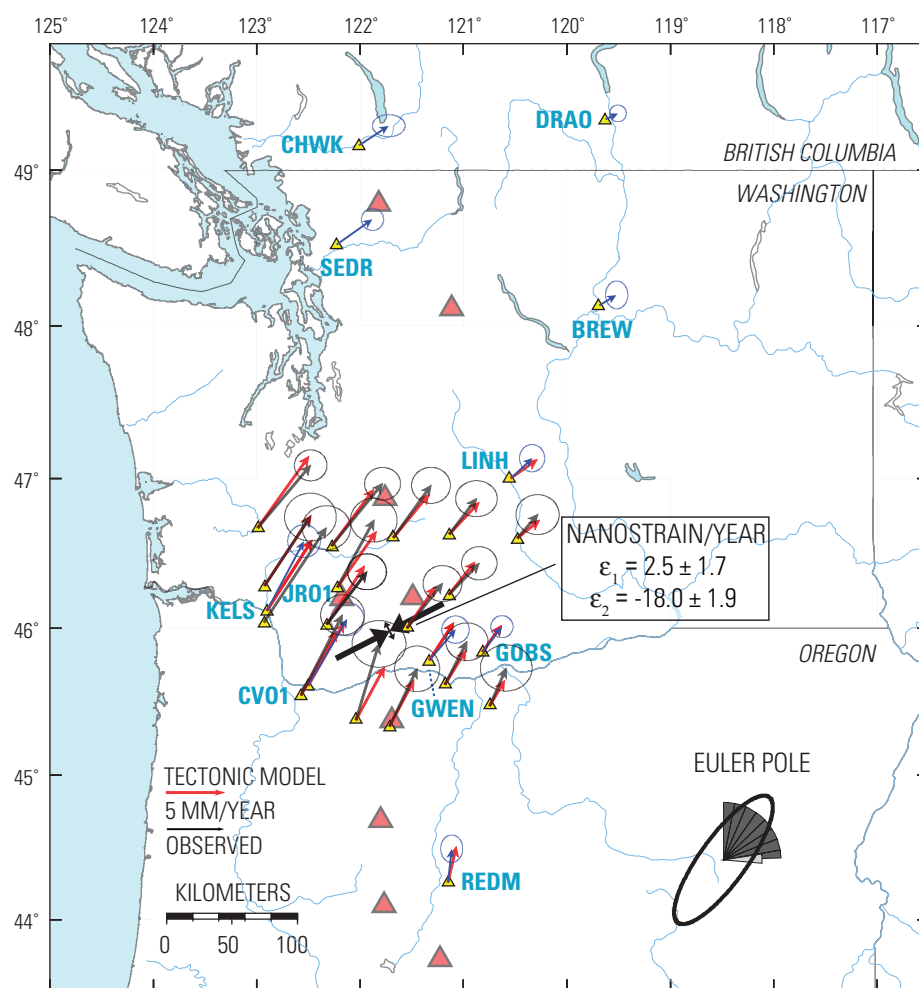 125° 124° 123° 122° 121° 120° 119° 118° 117°
DRAO
CHWK
BRITISH COLUMBIA
49°
WASHINGTON
SEDR
48°
BREW
47°
LINH
NANOSTRAIN/YEAR
ε1 = 2.5 ± 1.7
ε2 = -18.0 ± 1.9
JRO1
KELS
46°
GOBS
OREGON
CVO1
GWEN
45°
TECTONIC MODEL
5 MM/YEAR
OBSERVED
EULER POLE
REDM
KILOMETERS
0 50 100
44°